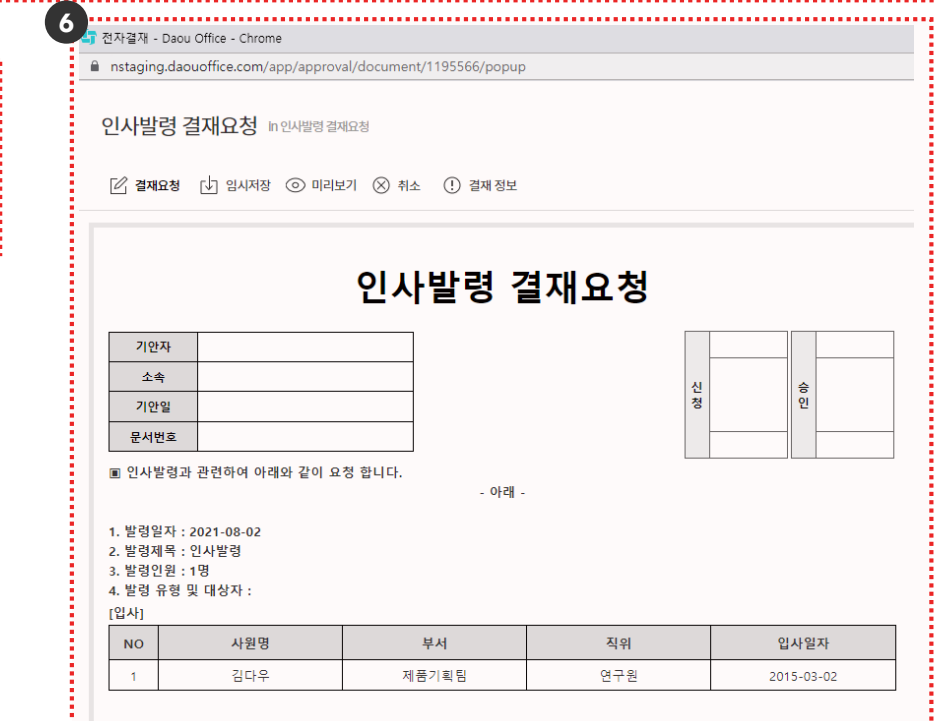 6
전자결재 - Daou Office - Chrome
nstaging.daouoffice.com/app/approval/document/1195566/popup
인사발령 결재요청 In 인사발령 결재요청
결재요청 임시저장 미리보기 취소 결재 정보
인사발령 결재요청
기안자
소속
기안일
문서번호
신청 승인
▣ 인사발령과 관련하여 아래와 같이 요청 합니다.
- 아래 -
1. 발령일자 : 2021-08-02
2. 발령제목 : 인사발령
3. 발령인원 : 1명
4. 발령 유형 및 대상자 :
[입사]
NO 사원명 부서 직위 입사일자
1 김다우 제품기획팀 연구원 2015-03-02